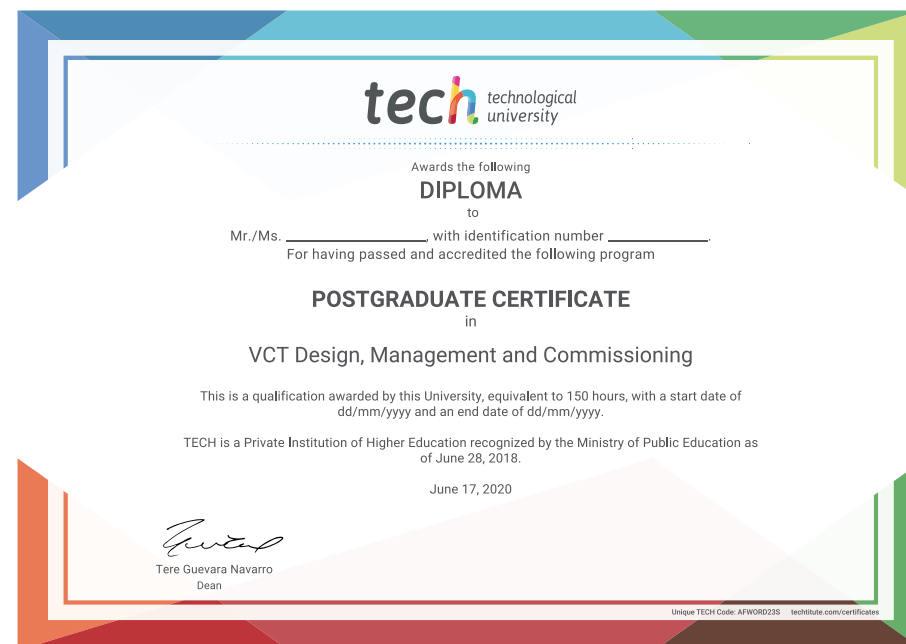 tech technological
university
Awards the following
DIPLOMA
to
Mr./Ms. ____________________, with identification number ______________.
For having passed and accredited the following program
POSTGRADUATE CERTIFICATE
in
VCT Design, Management and Commissioning
This is a qualification awarded by this University, equivalent to 150 hours, with a start date of
dd/mm/yyyy and an end date of dd/mm/yyyy.
TECH is a Private Institution of Higher Education recognized by the Ministry of Public Education as
of June 28, 2018.
June 17, 2020
Tere Guevara Navarro
Dean
Unique TECH Code: AFWORD23S techtitute.com/certificates